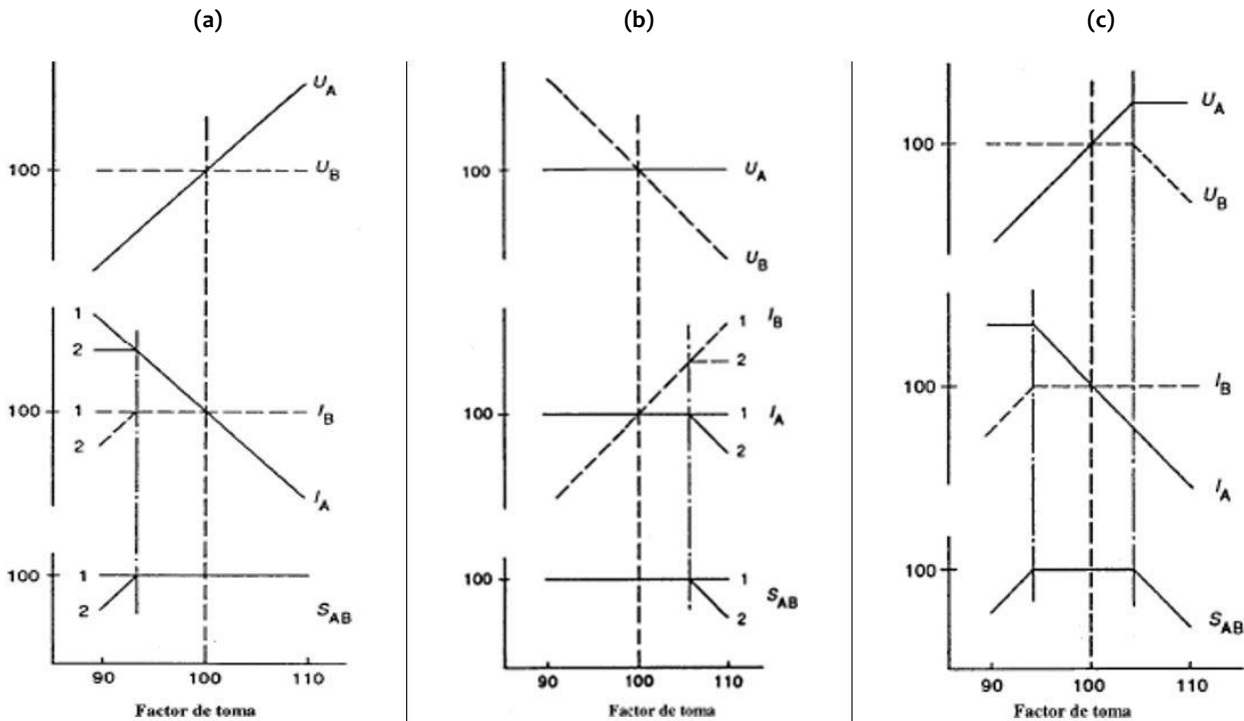 (a)
(b)
(c)
U_A
100
U_B
1
2
100
1
I_B
2
I_A
100
1
2
S_AB
90 100 110
Factor de toma
100
U_A
U_B
1 I_B
2
100
1 I_A
2
100
1
S_AB
2
90 100 110
Factor de toma
U_A
100
U_B
100
I_B
I_A
100
S_AB
90 100 110
Factor de toma